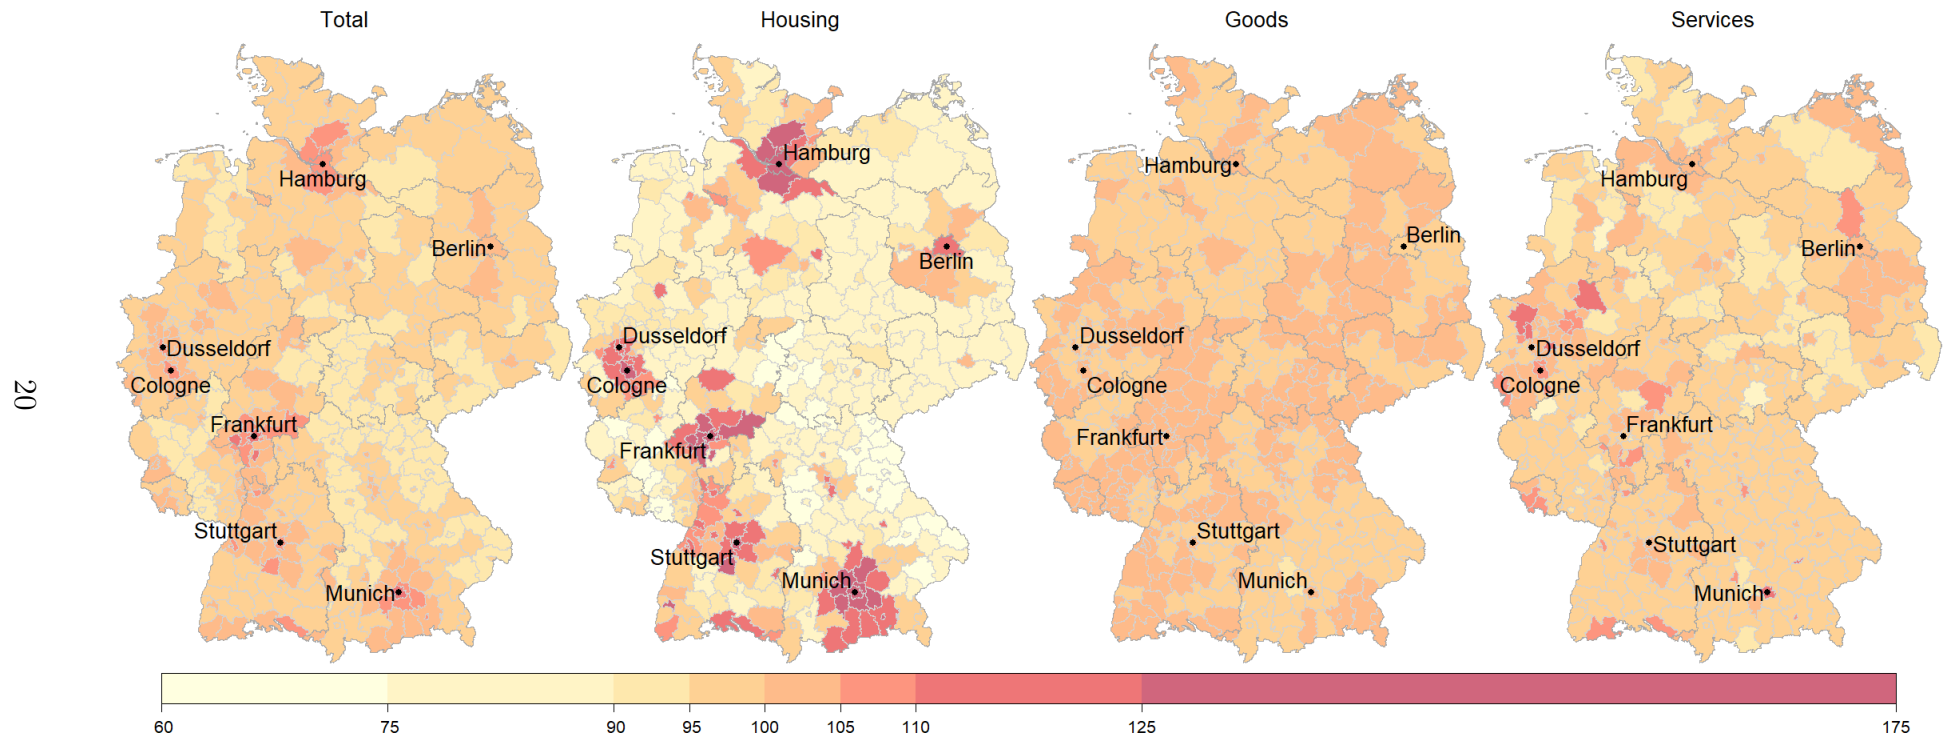 Total
Housing
Goods
Services
Hamburg
Berlin
Dusseldorf
Cologne
Frankfurt
Stuttgart
Munich
Hamburg
Berlin
Dusseldorf
Cologne
Frankfurt
Stuttgart
Munich
Hamburg
Berlin
Dusseldorf
Cologne
Frankfurt
Stuttgart
Munich
Hamburg
Berlin
Dusseldorf
Cologne
Frankfurt
Stuttgart
Munich
60 75 90 95 100 105 110 125 175
20